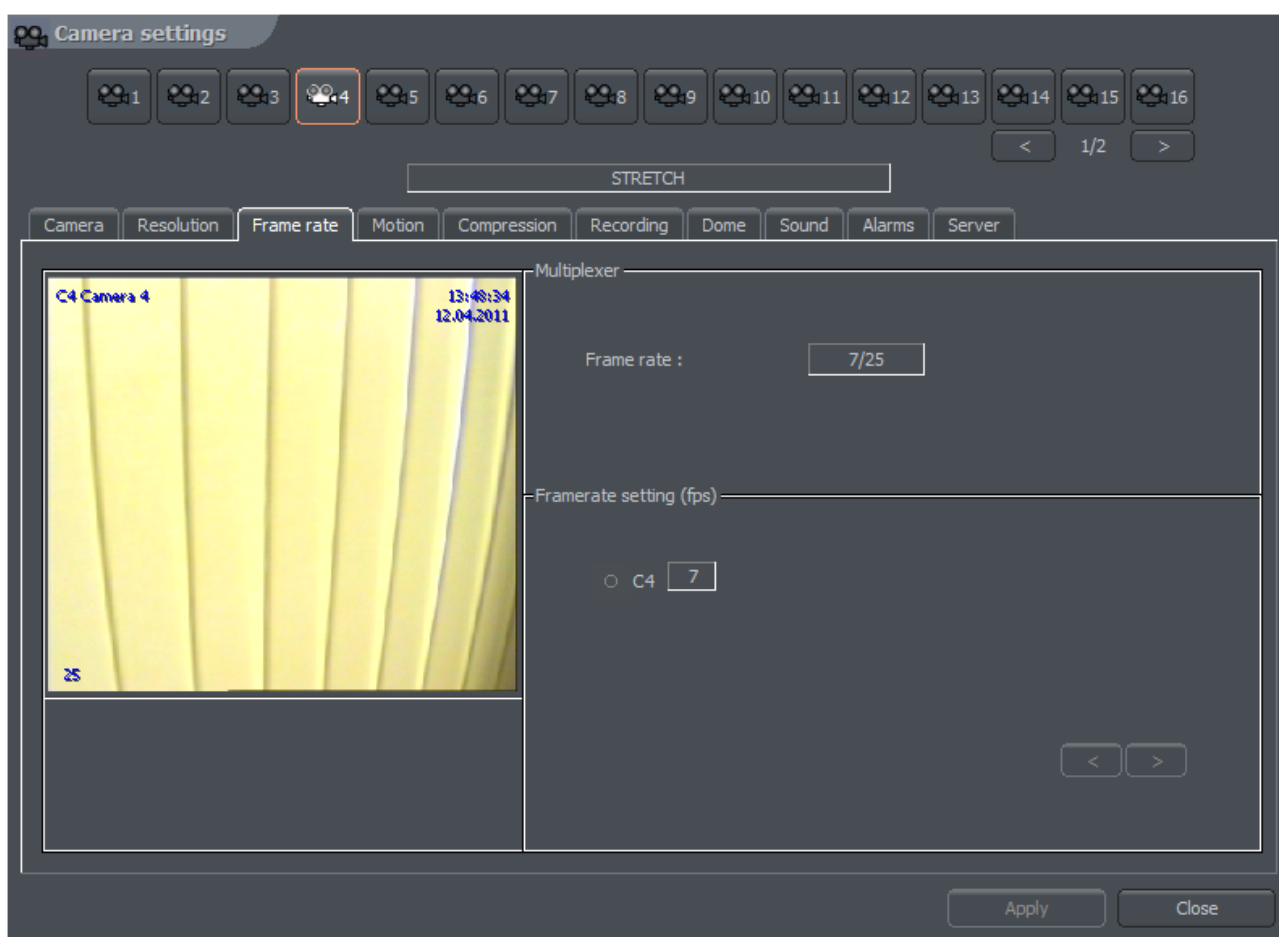 Camera settings
1 2 3 4 5 6 7 8 9 10 11 12 13 14 15 16
< 1/2 >
STRETCH
Camera Resolution Frame rate Motion Compression Recording Dome Sound Alarms Server
C4 Camera 4 13:48:34
12.04.2011
25
Multiplexer
Frame rate : 7/25
Framerate setting (fps)
C4 7
< >
Apply Close